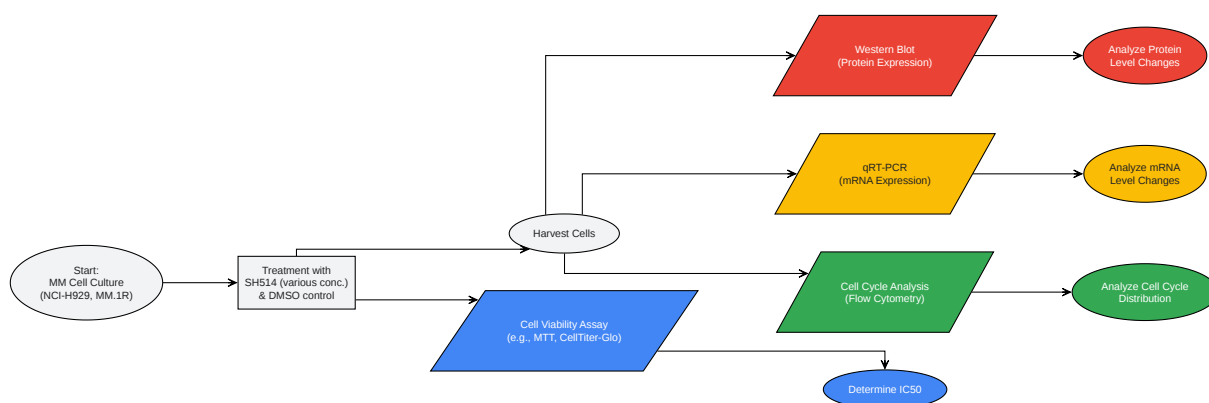 Western Blot
(Protein Expression)
Analyze Protein
Level Changes
qRT-PCR
(mRNA Expression)
Analyze mRNA
Level Changes
Harvest Cells
Start:
MM Cell Culture
(NCI-H929, MM.1R)
Treatment with
SH514 (various conc.)
& DMSO control
Cell Cycle Analysis
(Flow Cytometry)
Analyze Cell Cycle
Distribution
Cell Viability Assay
(e.g., MTT, CellTiter-Glo)
Determine IC50